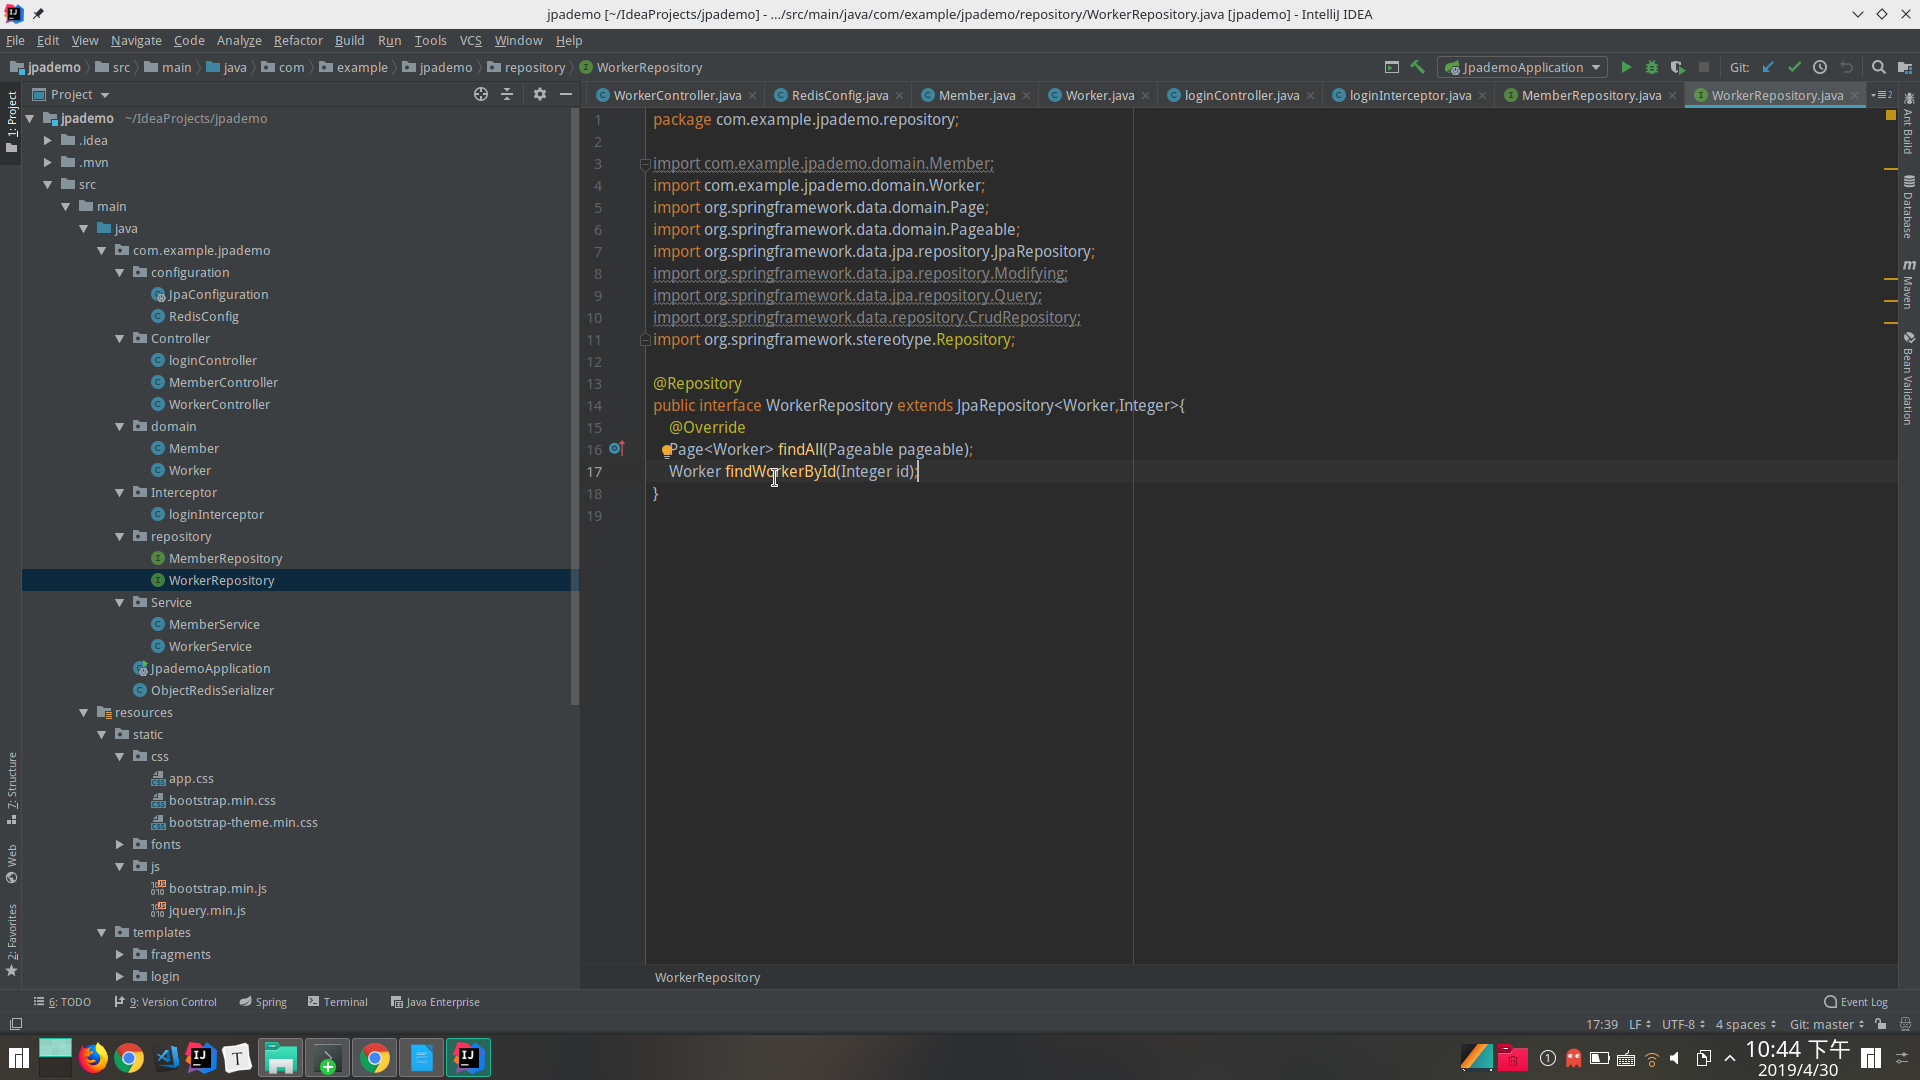 jpademo [~/IdeaProjects/jpademo] - .../src/main/java/com/example/jpademo/repository/WorkerRepository.java [jpademo] - IntelliJ IDEA
File Edit View Navigate Code Analyze Refactor Build Run Tools VCS Window Help
jpademo src main java com example jpademo repository WorkerRepository JpademoApplication Git:
Project
WorkerController.java RedisConfig.java Member.java Worker.java loginController.java loginInterceptor.java MemberRepository.java WorkerRepository.java
1: Project
7: Structure
Web
2: Favorites
jpademo ~/IdeaProjects/jpademo
.idea
.mvn
src
main
java
com.example.jpademo
configuration
JpaConfiguration
RedisConfig
Controller
loginController
MemberController
WorkerController
domain
Member
Worker
Interceptor
loginInterceptor
repository
MemberRepository
WorkerRepository
Service
MemberService
WorkerService
JpademoApplication
ObjectRedisSerializer
resources
static
css
app.css
bootstrap.min.css
bootstrap-theme.min.css
fonts
js
bootstrap.min.js
jquery.min.js
templates
fragments
login
1 package com.example.jpademo.repository;
2
3 import com.example.jpademo.domain.Member;
4 import com.example.jpademo.domain.Worker;
5 import org.springframework.data.domain.Page;
6 import org.springframework.data.domain.Pageable;
7 import org.springframework.data.jpa.repository.JpaRepository;
8 import org.springframework.data.jpa.repository.Modifying;
9 import org.springframework.data.jpa.repository.Query;
10 import org.springframework.data.repository.CrudRepository;
11 import org.springframework.stereotype.Repository;
12
13 @Repository
14 public interface WorkerRepository extends JpaRepository<Worker,Integer>{
15 @Override
16 Page<Worker> findAll(Pageable pageable);
17 Worker findWorkerById(Integer id);
18 }
19
WorkerRepository
Ant Build
Database
Maven
Bean Validation
6: TODO 9: Version Control Spring Terminal Java Enterprise Event Log
17:39 LF UTF-8 4 spaces Git: master
10:44 下午
2019/4/30